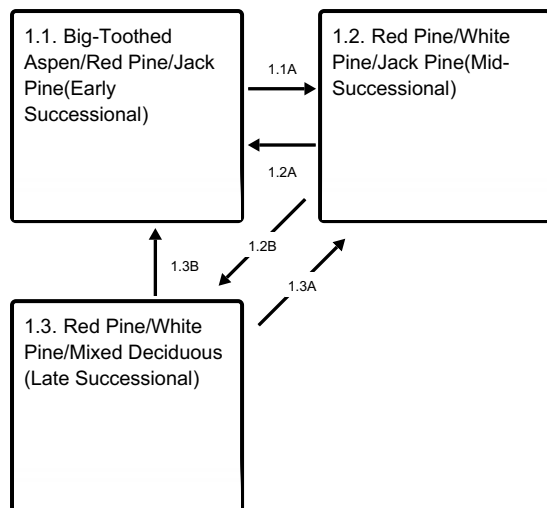 1.1. Big-Toothed
Aspen/Red Pine/Jack
Pine(Early
Successional)
1.1A
1.2. Red Pine/White
Pine/Jack Pine(Mid-
Successional)
1.2A
1.2B
1.3B
1.3A
1.3. Red Pine/White
Pine/Mixed Deciduous
(Late Successional)